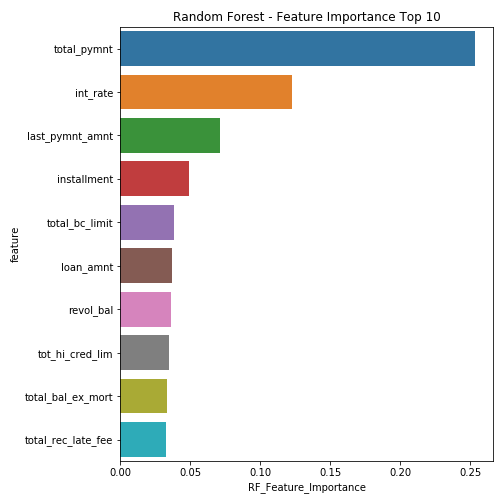 Random Forest - Feature Importance Top 10
feature
total_pymnt
int_rate
last_pymnt_amnt
installment
total_bc_limit
loan_amnt
revol_bal
tot_hi_cred_lim
total_bal_ex_mort
total_rec_late_fee
0.00 0.05 0.10 0.15 0.20 0.25
RF_Feature_Importance